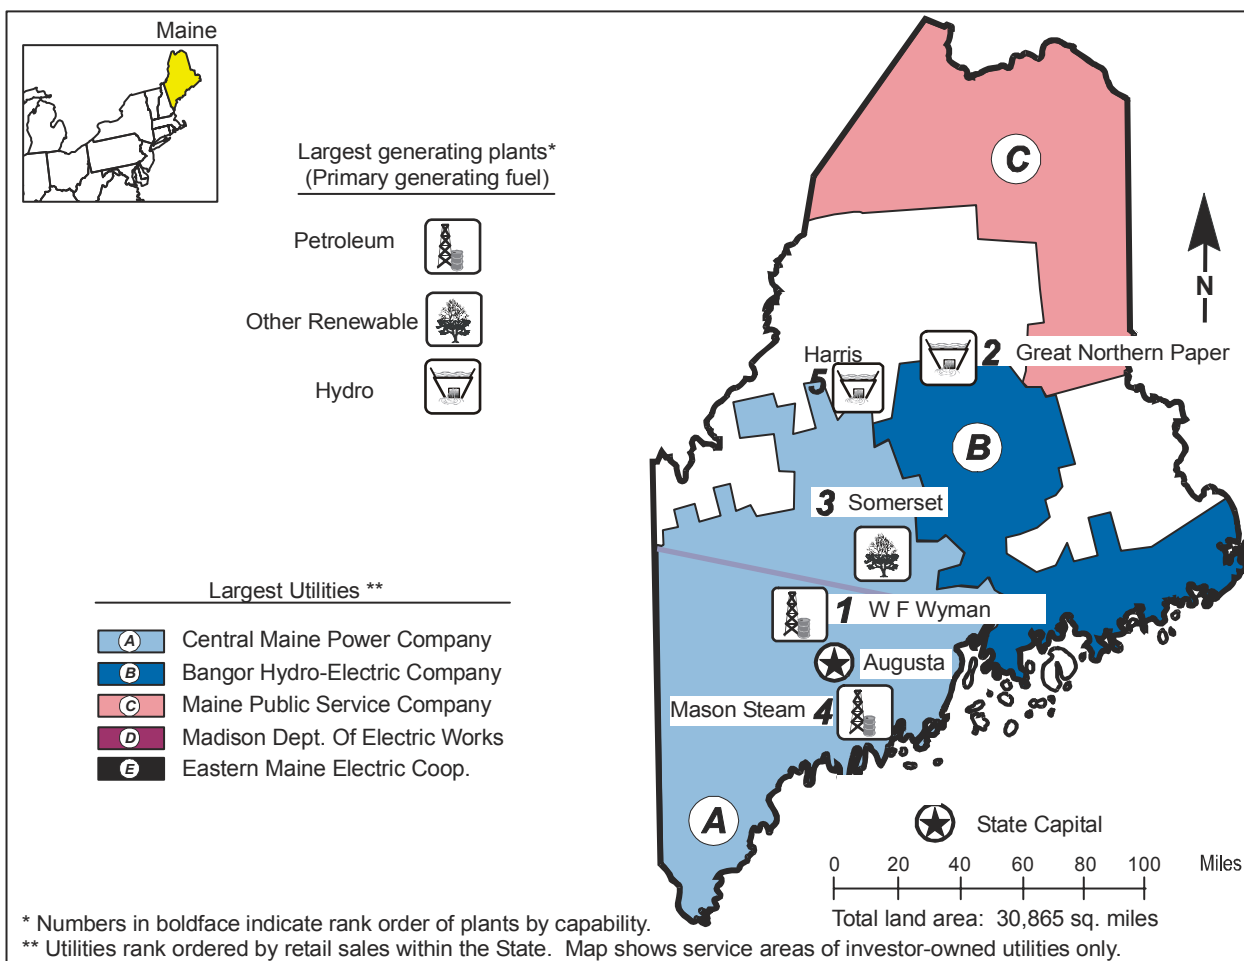 Maine
Largest generating plants*
(Primary generating fuel)
Petroleum
Other Renewable
Hydro
C
N
Harris
5
2 Great Northern Paper
B
3 Somerset
1 W F Wyman
Augusta
Mason Steam 4
A
Largest Utilities **
A Central Maine Power Company
B Bangor Hydro-Electric Company
C Maine Public Service Company
D Madison Dept. Of Electric Works
E Eastern Maine Electric Coop.
State Capital
0 20 40 60 80 100 Miles
Total land area: 30,865 sq. miles
* Numbers in boldface indicate rank order of plants by capability.
** Utilities rank ordered by retail sales within the State. Map shows service areas of investor-owned utilities only.